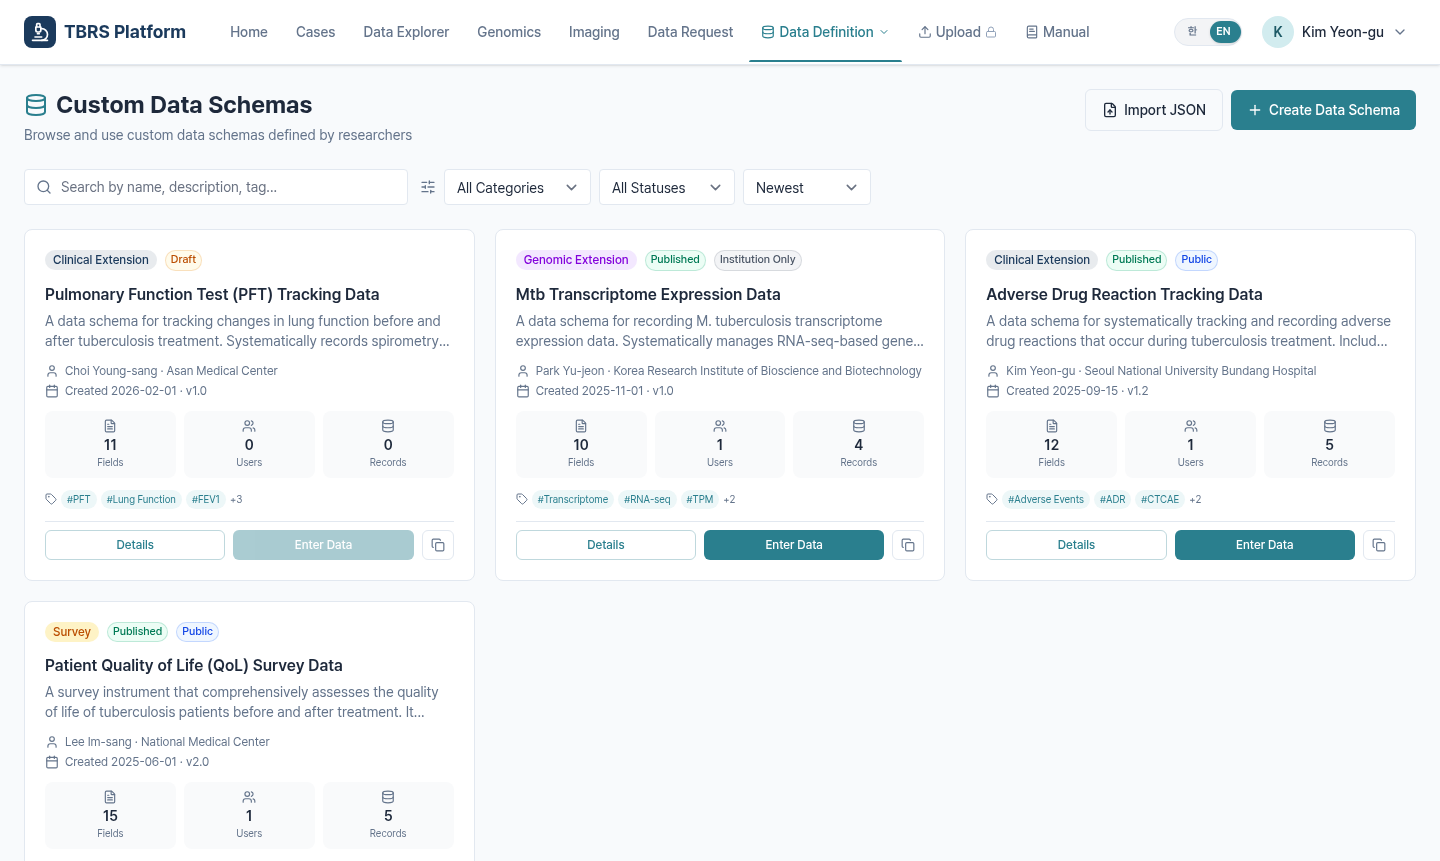 TBRS Platform
Home
Cases
Data Explorer
Genomics
Imaging
Data Request
Data Definition
Upload
Manual
한
EN
K
Kim Yeon-gu
Custom Data Schemas
Browse and use custom data schemas defined by researchers
Import JSON
Create Data Schema
Search by name, description, tag...
All Categories
All Statuses
Newest
Clinical Extension
Draft
Pulmonary Function Test (PFT) Tracking Data
A data schema for tracking changes in lung function before and
after tuberculosis treatment. Systematically records spirometry...
Choi Young-sang · Asan Medical Center
Created 2026-02-01 · v1.0
11
Fields
0
Users
0
Records
#PFT
#Lung Function
#FEV1
+3
Details
Enter Data
Genomic Extension
Published
Institution Only
Mtb Transcriptome Expression Data
A data schema for recording M. tuberculosis transcriptome
expression data. Systematically manages RNA-seq-based gene...
Park Yu-jeon · Korea Research Institute of Bioscience and Biotechnology
Created 2025-11-01 · v1.0
10
Fields
1
Users
4
Records
#Transcriptome
#RNA-seq
#TPM
+2
Details
Enter Data
Clinical Extension
Published
Public
Adverse Drug Reaction Tracking Data
A data schema for systematically tracking and recording adverse
drug reactions that occur during tuberculosis treatment. Includ...
Kim Yeon-gu · Seoul National University Bundang Hospital
Created 2025-09-15 · v1.2
12
Fields
1
Users
5
Records
#Adverse Events
#ADR
#CTCAE
+2
Details
Enter Data
Survey
Published
Public
Patient Quality of Life (QoL) Survey Data
A survey instrument that comprehensively assesses the quality
of life of tuberculosis patients before and after treatment. It...
Lee Im-sang · National Medical Center
Created 2025-06-01 · v2.0
15
Fields
1
Users
5
Records